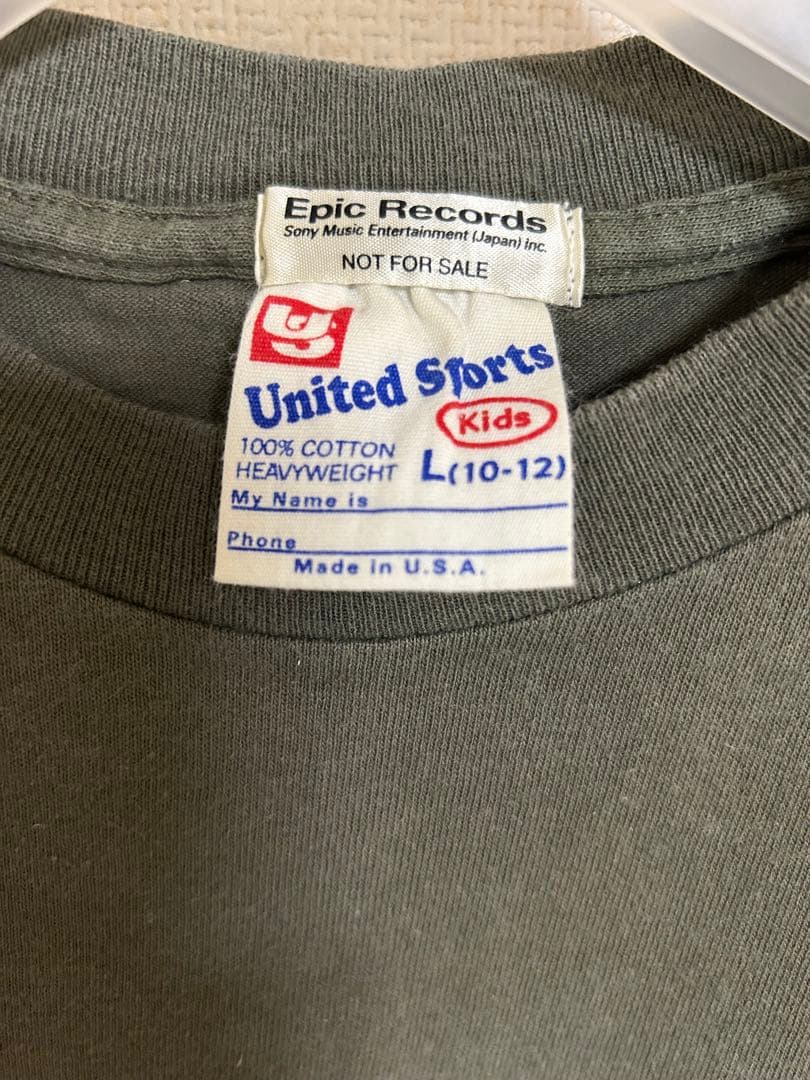 Epic Records
Sony Music Entertainment (Japan) inc.
NOT FOR SALE
United Sports
Kids
100% COTTON
HEAVYWEIGHT L(10-12)
My Name is
Phone
Made in U.S.A.